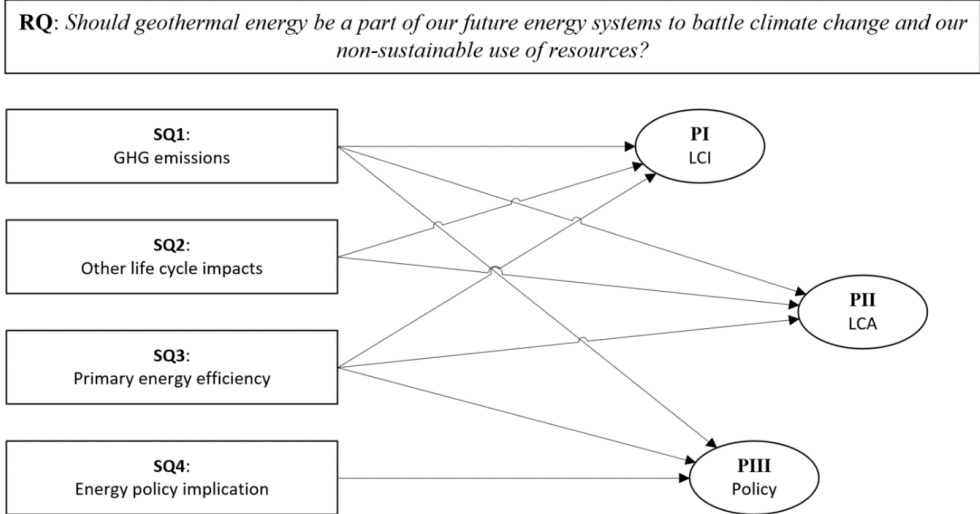 RQ: Should geothermal energy be a part of our future energy systems to battle climate change and our
non-sustainable use of resources?
SQ1:
GHG emissions
PI
LCI
SQ2:
Other life cycle impacts
PII
LCA
SQ3:
Primary energy efficiency
SQ4:
Energy policy implication
PIII
Policy